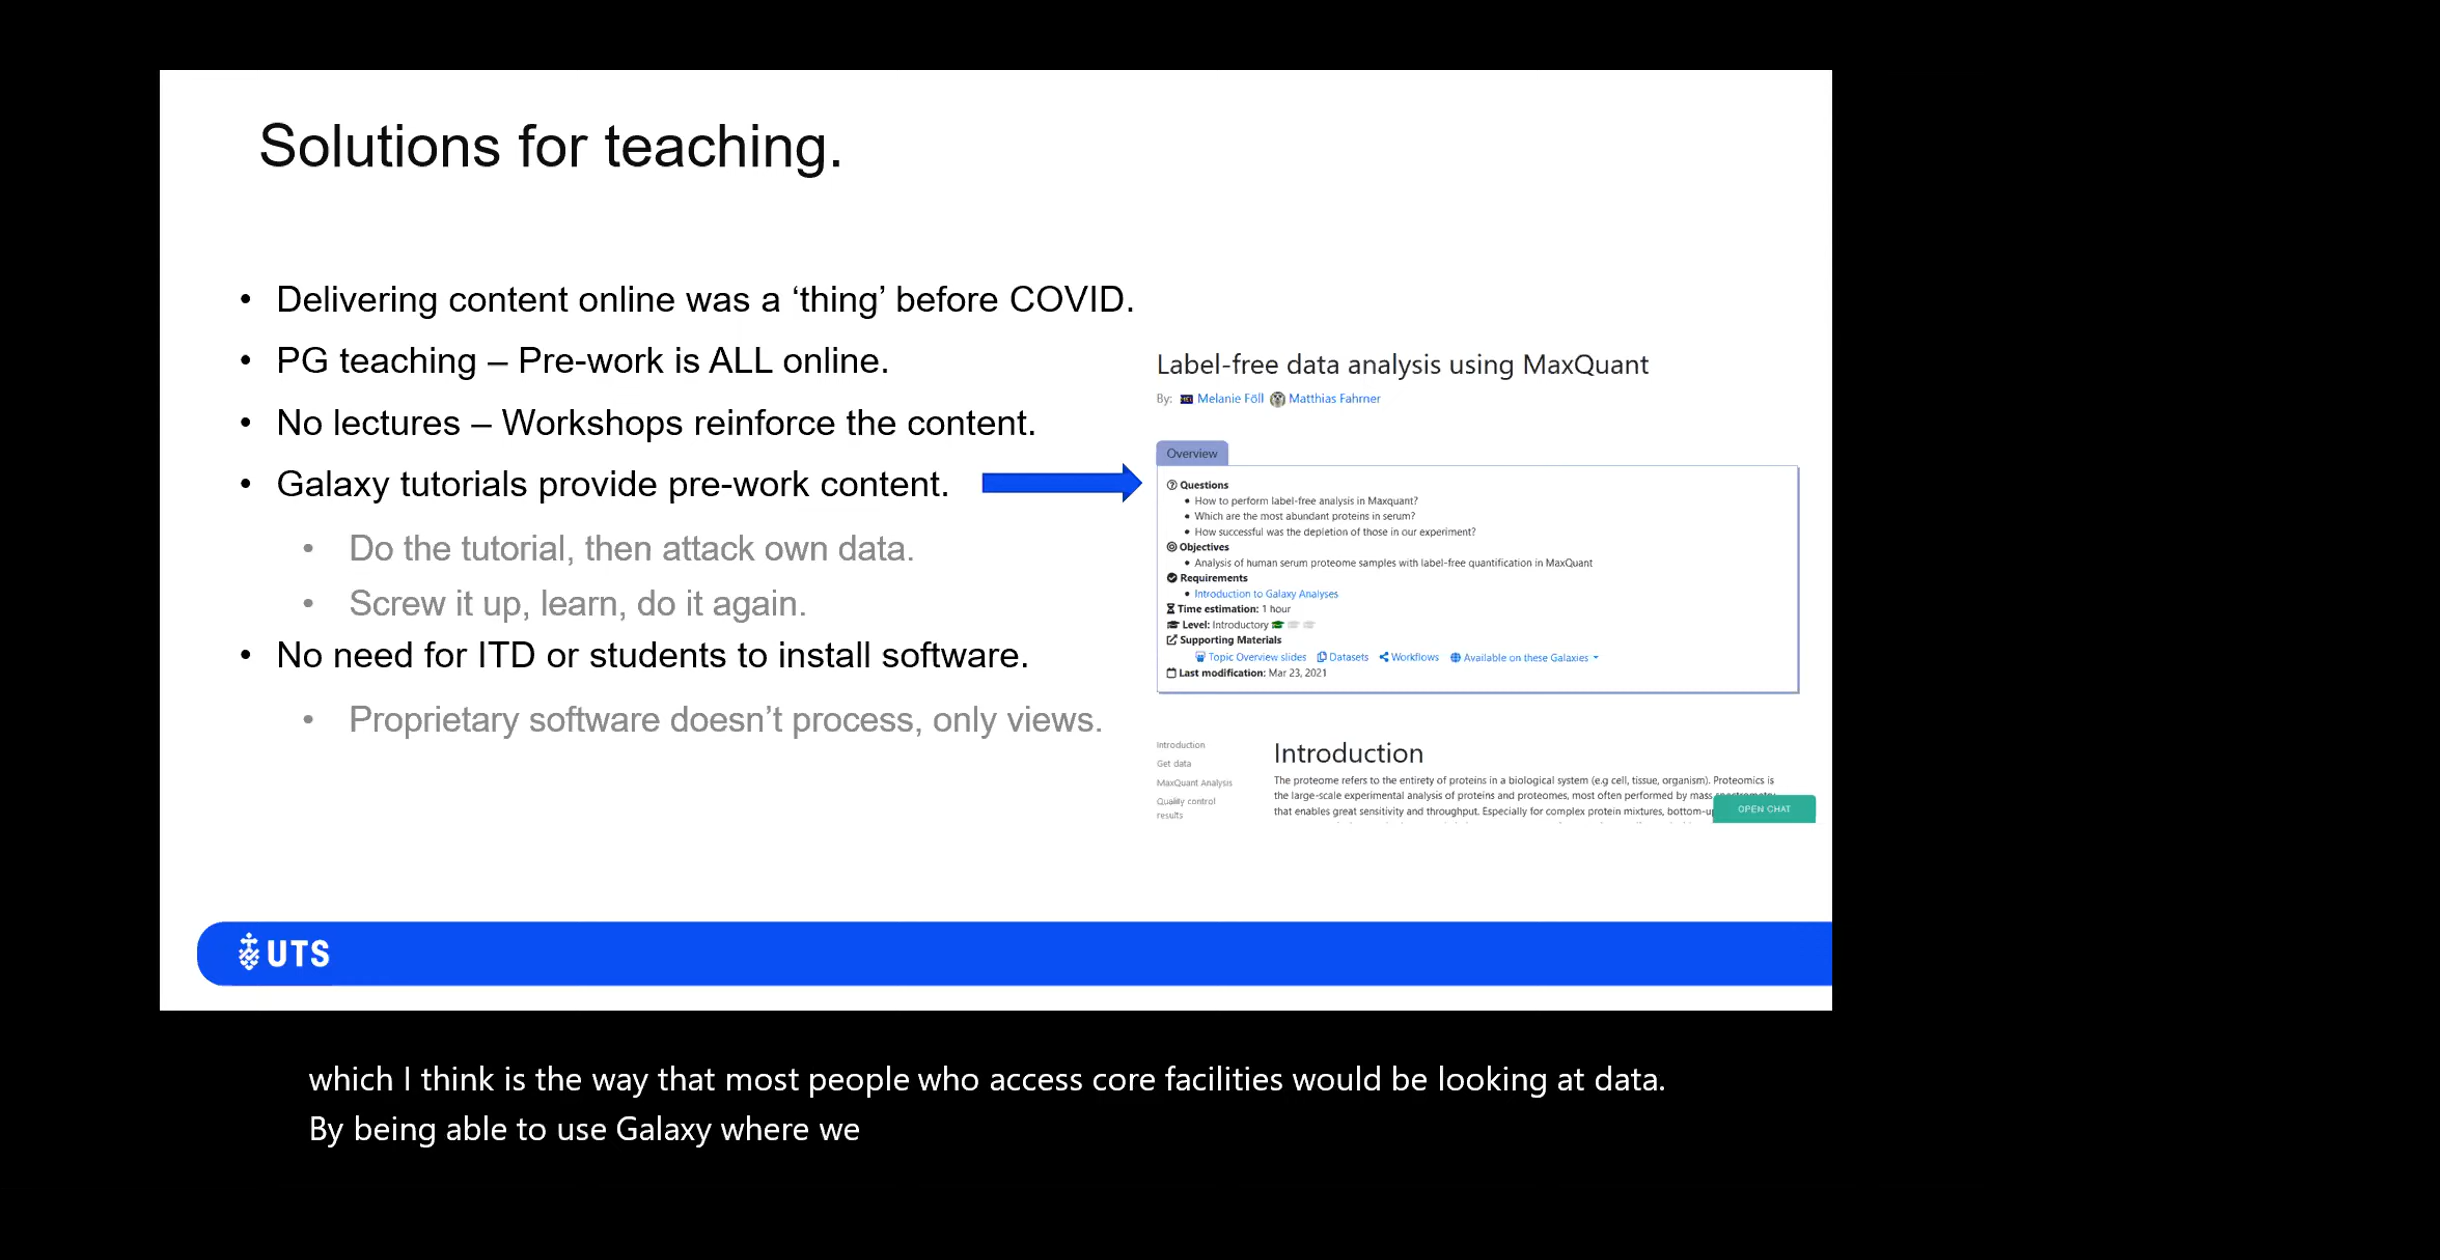 Solutions for teaching.
• Delivering content online was a ‘thing’ before COVID.
• PG teaching – Pre-work is ALL online.
• No lectures – Workshops reinforce the content.
• Galaxy tutorials provide pre-work content.
• Do the tutorial, then attack own data.
• Screw it up, learn, do it again.
• No need for ITD or students to install software.
• Proprietary software doesn’t process, only views.
Label-free data analysis using MaxQuant
By: Melanie Föll Matthias Fahrner
Overview
Questions
• How to perform label-free analysis in Maxquant?
• Which are the most abundant proteins in serum?
• How successful was the depletion of those in our experiment?
Objectives
• Analysis of human serum proteome samples with label-free quantification in MaxQuant
Requirements
• Introduction to Galaxy Analyses
Time estimation: 1 hour
Level: Introductory
Supporting Materials
Topic Overview slides Datasets Workflows Available on these Galaxies
Last modification: Mar 23, 2021
Introduction
Get data
MaxQuant Analysis
Quality control
results
Introduction
The proteome refers to the entirety of proteins in a biological system (e.g cell, tissue, organism). Proteomics is
the large-scale experimental analysis of proteins and proteomes, most often performed by mass
that enables great sensitivity and throughput. Especially for complex protein mixtures, bottom-u
OPEN CHAT
UTS
which I think is the way that most people who access core facilities would be looking at data.
By being able to use Galaxy where we